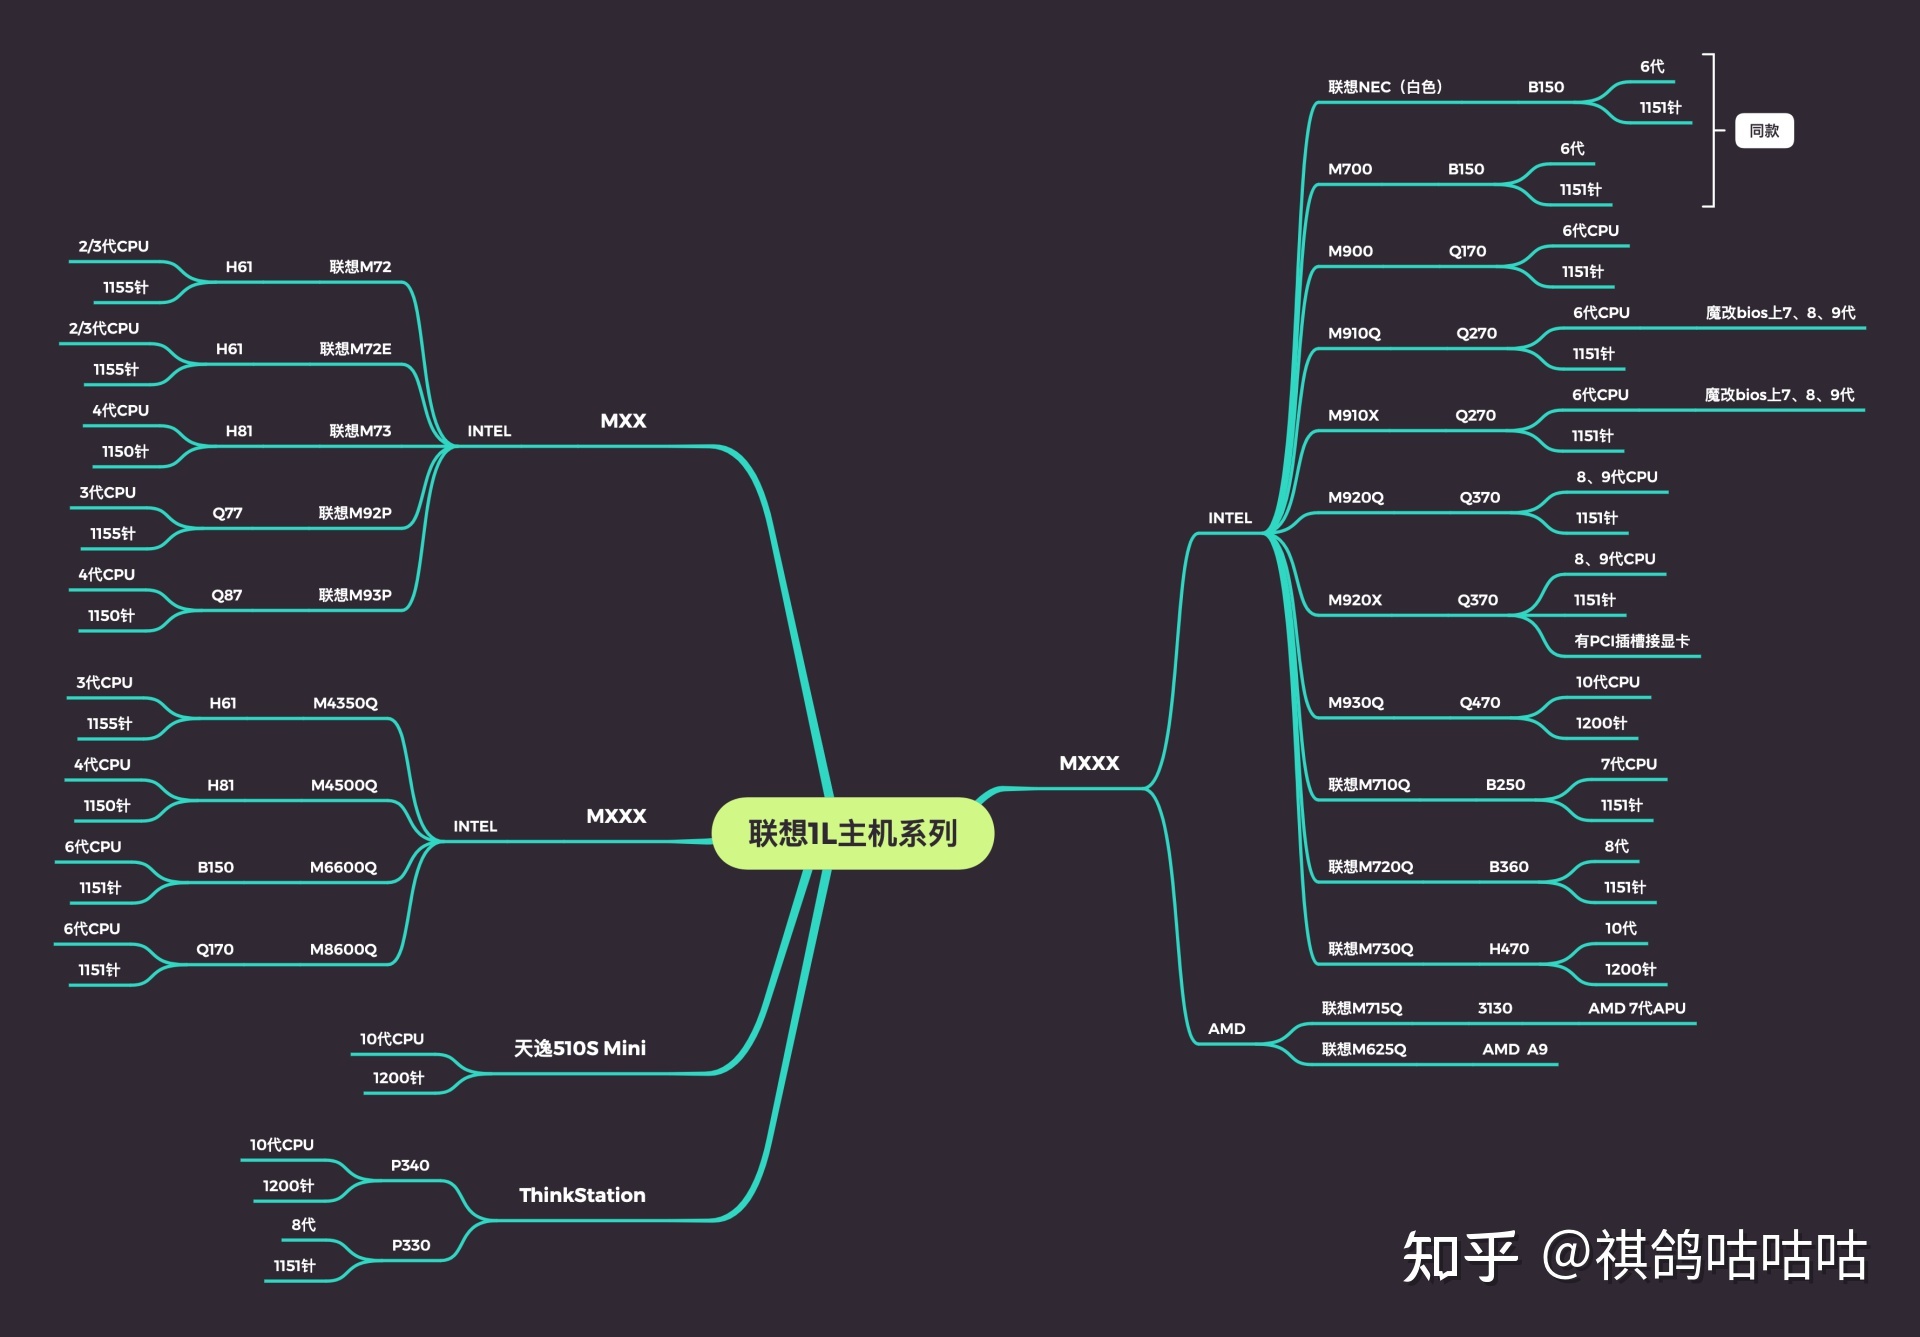 联想1L主机系列
MXX
INTEL
联想M72
H61
2/3代CPU
1155针
联想M72E
H61
2/3代CPU
1155针
联想M73
H81
4代CPU
1150针
联想M92P
Q77
3代CPU
1155针
联想M93P
Q87
4代CPU
1150针
MXXX
INTEL
M4350Q
H61
3代CPU
1155针
M4500Q
H81
4代CPU
1150针
M6600Q
B150
6代CPU
1151针
M8600Q
Q170
6代CPU
1151针
天逸510S Mini
10代CPU
1200针
ThinkStation
P340
10代CPU
1200针
P330
8代
1151针
MXXX
INTEL
联想NEC（白色）
B150
6代
1151针
M700
B150
6代
1151针
同款
M900
Q170
6代CPU
1151针
M910Q
Q270
6代CPU
魔改bios上7、8、9代
1151针
M910X
Q270
6代CPU
魔改bios上7、8、9代
1151针
M920Q
Q370
8、9代CPU
1151针
M920X
Q370
8、9代CPU
1151针
有PCI插槽接显卡
M930Q
Q470
10代CPU
1200针
联想M710Q
B250
7代CPU
1151针
联想M720Q
B360
8代
1151针
联想M730Q
H470
10代
1200针
AMD
联想M715Q
3130
AMD 7代APU
联想M625Q
AMD A9
知乎 @祺鸽咕咕咕